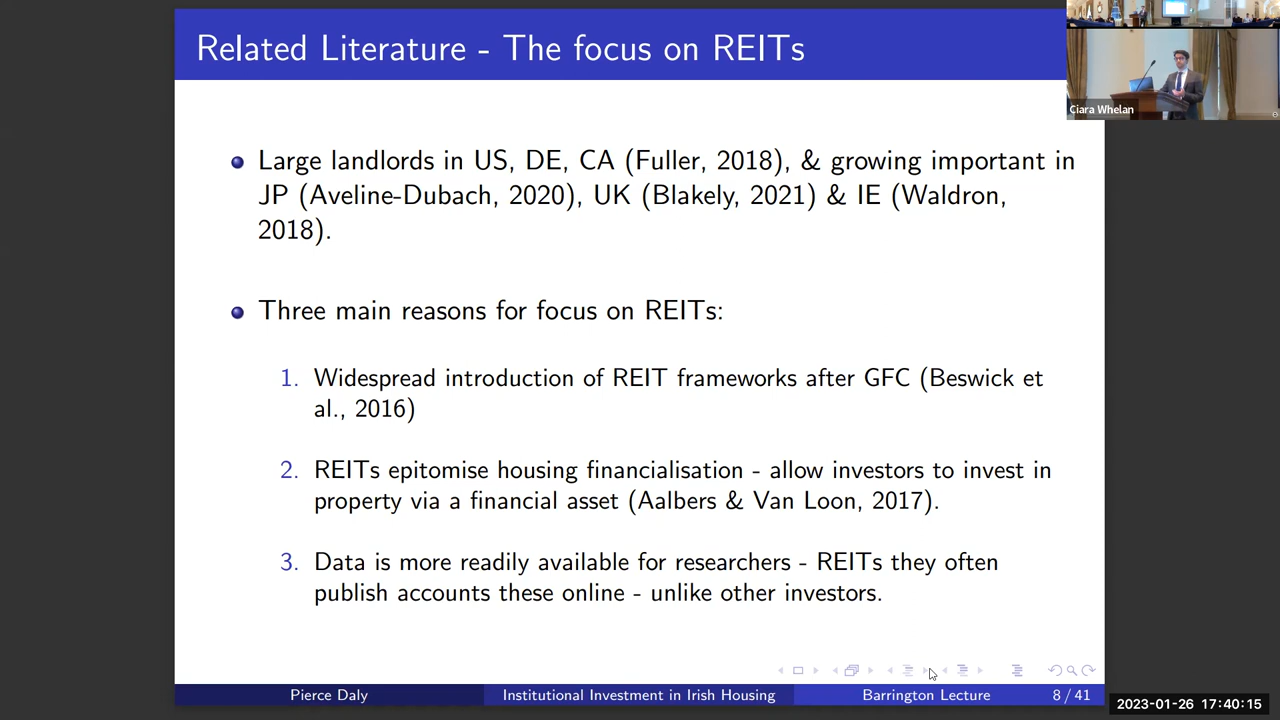 Related Literature - The focus on REITs
Ciara Whelan
Large landlords in US, DE, CA (Fuller, 2018), & growing important in
JP (Aveline-Dubach, 2020), UK (Blakely, 2021) & IE (Waldron,
2018).
Three main reasons for focus on REITs:
1. Widespread introduction of REIT frameworks after GFC (Beswick et
al., 2016)
2. REITs epitomise housing financialisation - allow investors to invest in
property via a financial asset (Aalbers & Van Loon, 2017).
3. Data is more readily available for researchers - REITs they often
publish accounts these online - unlike other investors.
Pierce Daly Institutional Investment in Irish Housing Barrington Lecture 8 / 41
2023-01-26 17:40:15